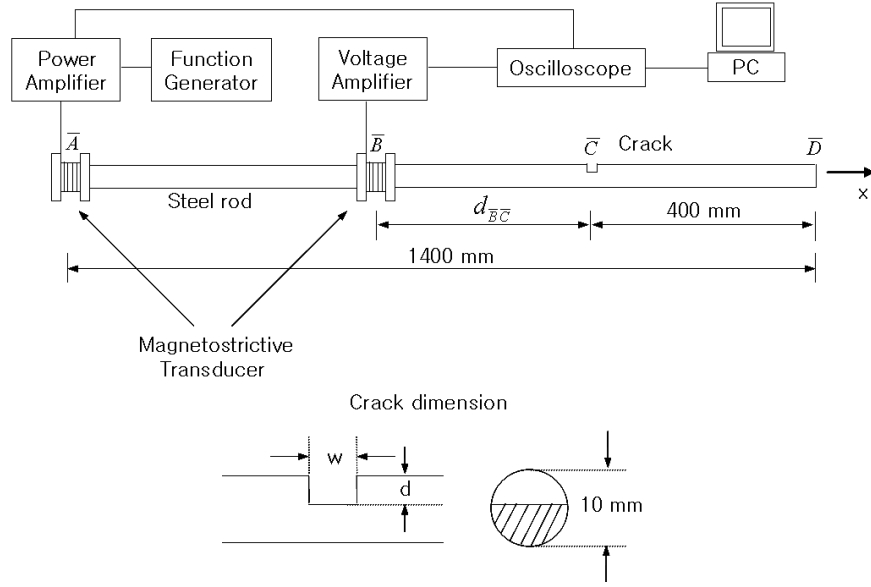 Power
Amplifier
Function
Generator
Voltage
Amplifier
Oscilloscope
PC
A̅
B̅
C̅
Crack
D̅
Steel rod
x
d_B̅C̅
400 mm
1400 mm
Magnetostrictive
Transducer
Crack dimension
w
d
10 mm